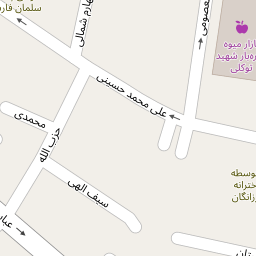 سلمان فارسی
چهارم شمالی
معصومی
بازار میوه
و تره‌بار شهید
توکلی
علی محمد حسینی
محمدی
حزب الله
سیف الهی
متوسطه
دخترانه
فرزانگان